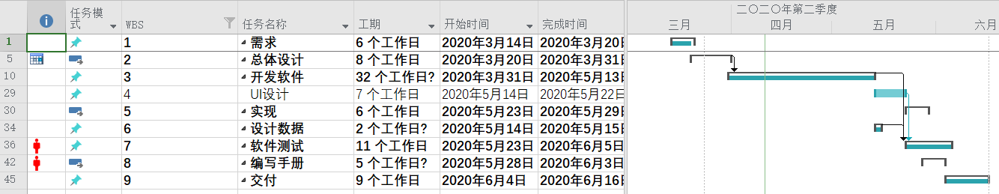 二〇二〇年第二季度
任务模式 WBS 任务名称 工期 开始时间 完成时间 三月 四月 五月 六月
1 1 需求 6 个工作日 2020年3月14日 2020年3月20日
5 2 总体设计 8 个工作日 2020年3月20日 2020年3月31日
10 3 开发软件 32 个工作日? 2020年3月31日 2020年5月13日
29 4 UI设计 7 个工作日 2020年5月14日 2020年5月22日
30 5 实现 6 个工作日 2020年5月23日 2020年5月29日
34 6 设计数据 2 个工作日? 2020年5月14日 2020年5月15日
36 7 软件测试 11 个工作日 2020年5月23日 2020年6月5日
42 8 编写手册 5 个工作日? 2020年5月28日 2020年6月3日
45 9 交付 9 个工作日 2020年6月4日 2020年6月16日